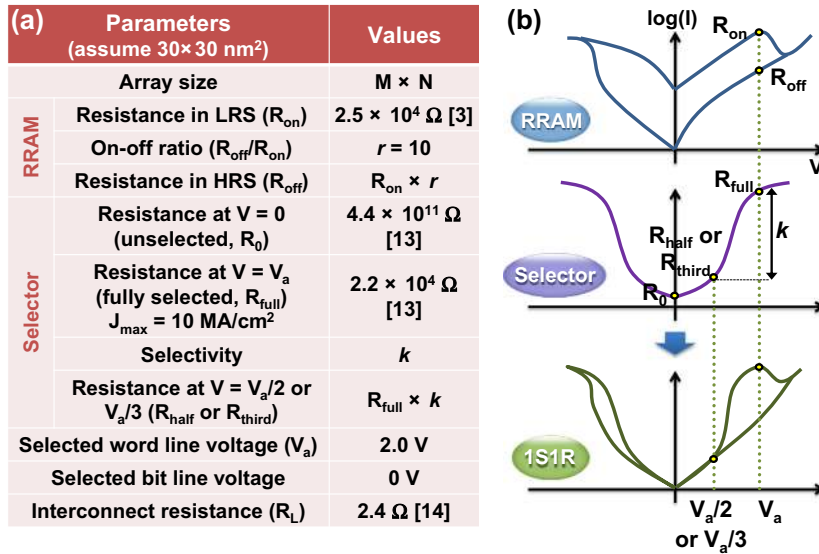 (a)
Parameters
(assume 30× 30 nm²)
Values
Array size
M × N
RRAM
Resistance in LRS (Rₒₙ)
2.5 × 10⁴ Ω [3]
On-off ratio (Rₒff/Rₒₙ)
r = 10
Resistance in HRS (Rₒff)
Rₒₙ × r
Selector
Resistance at V = 0
(unselected, R₀)
4.4 × 10¹¹ Ω
[13]
Resistance at V = Vₐ
(fully selected, Rfull)
Jₘₐₓ = 10 MA/cm²
2.2 × 10⁴ Ω
[13]
Selectivity
k
Resistance at V = Vₐ/2 or
Vₐ/3 (Rhalf or Rthird)
Rfull × k
Selected word line voltage (Vₐ)
2.0 V
Selected bit line voltage
0 V
Interconnect resistance (R_L)
2.4 Ω [14]
(b)
log(I)
Rₒₙ
Rₒff
RRAM
V
Rfull
k
Rhalf or
Rthird
Selector
R₀
1S1R
Vₐ/2
Vₐ
or Vₐ/3